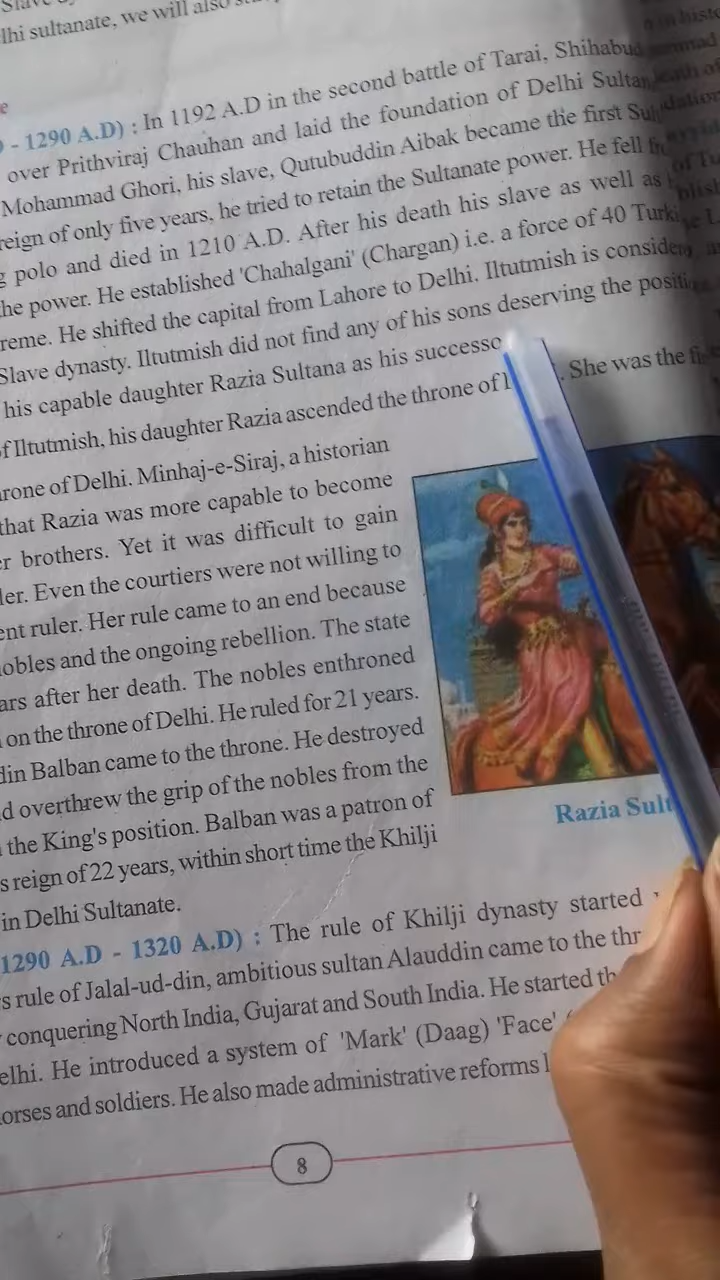 lhi sultanate, we will also
- 1290 A.D) : In 1192 A.D in the second battle of Tarai, Shihabud
over Prithviraj Chauhan and laid the foundation of Delhi Sultan
Mohammad Ghori, his slave, Qutubuddin Aibak became the first Sul
reign of only five years, he tried to retain the Sultanate power. He fell
g polo and died in 1210 A.D. After his death his slave as well as
he power. He established 'Chahalgani' (Chargan) i.e. a force of 40 Turki
reme. He shifted the capital from Lahore to Delhi. Iltutmish is consider
Slave dynasty. Iltutmish did not find any of his sons deserving the positi
his capable daughter Razia Sultana as his successo
f Iltutmish, his daughter Razia ascended the throne of . She was the fi
rone of Delhi. Minhaj-e-Siraj, a historian
that Razia was more capable to become
er brothers. Yet it was difficult to gain
ler. Even the courtiers were not willing to
ent ruler. Her rule came to an end because
nobles and the ongoing rebellion. The state
ars after her death. The nobles enthroned
on the throne of Delhi. He ruled for 21 years.
din Balban came to the throne. He destroyed
d overthrew the grip of the nobles from the
the King's position. Balban was a patron of
s reign of 22 years, within short time the Khilji
in Delhi Sultanate.
Razia Sult
1290 A.D - 1320 A.D) : The rule of Khilji dynasty started
s rule of Jalal-ud-din, ambitious sultan Alauddin came to the thr
conquering North India, Gujarat and South India. He started th
elhi. He introduced a system of 'Mark' (Daag) 'Face'
orses and soldiers. He also made administrative reforms
8